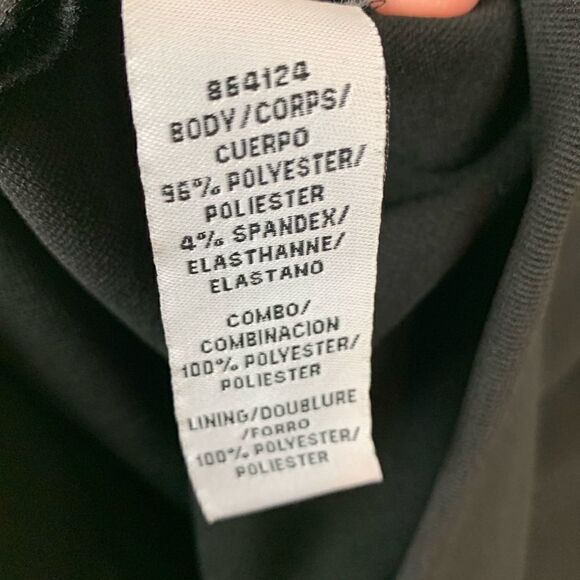 864124
BODY/CORPS/
CUERPO
96% POLYESTER/
POLIESTER
4% SPANDEX/
ELASTHANNE/
ELASTANO
COMBO/
COMBINACION
100% POLYESTER/
POLIESTER
LINING/DOUBLURE
/FORRO
100% POLYESTER/
POLIESTER